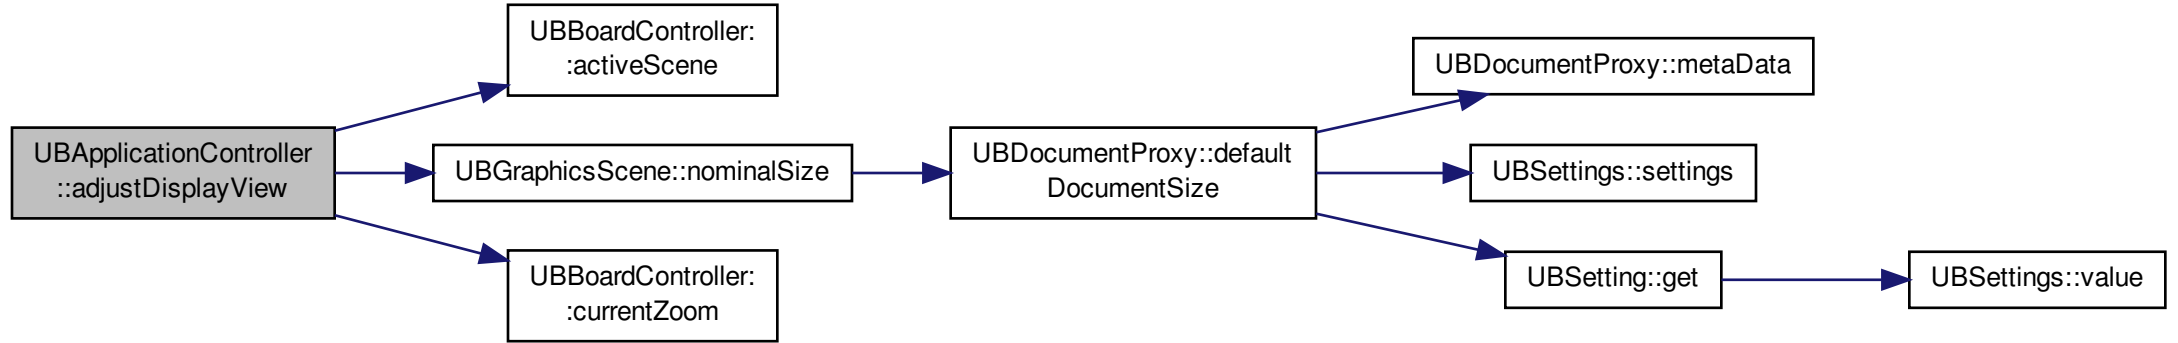 UBApplicationController
::adjustDisplayView
UBBoardController:
:activeScene
UBGraphicsScene::nominalSize
UBBoardController:
:currentZoom
UBDocumentProxy::default
DocumentSize
UBDocumentProxy::metaData
UBSettings::settings
UBSetting::get
UBSettings::value